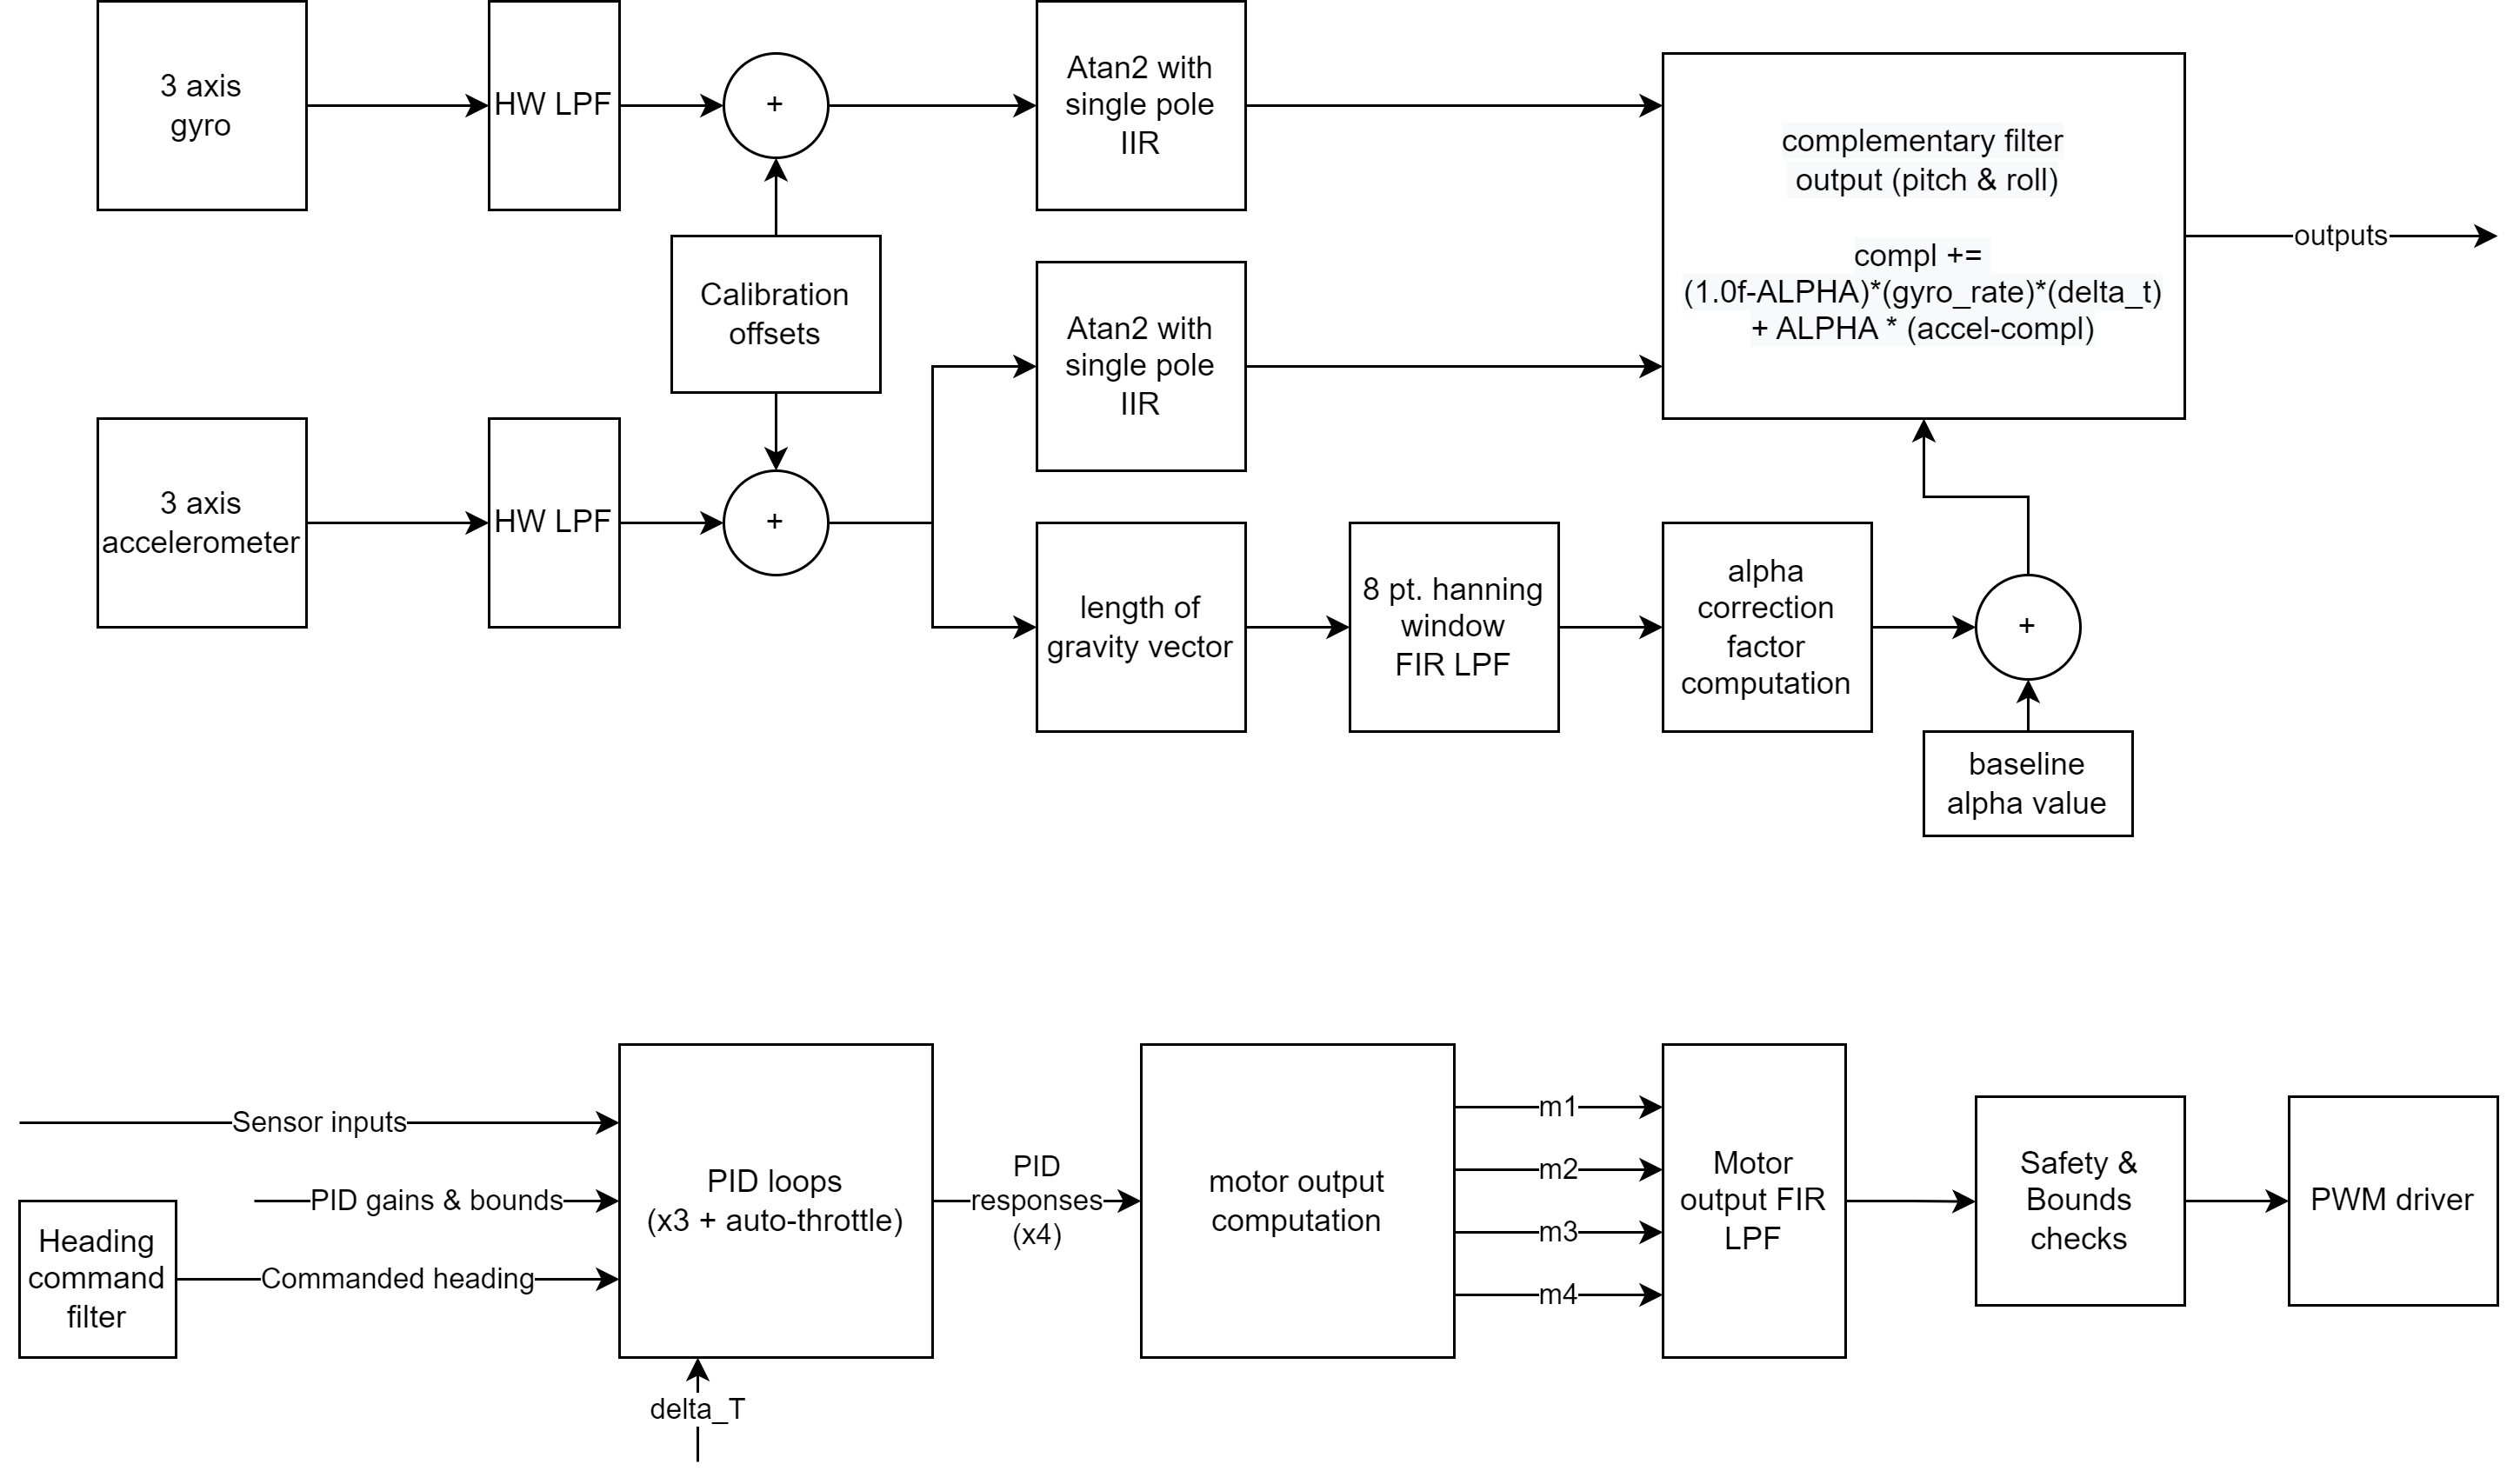 3 axis
gyro
HW LPF
+
Atan2 with
single pole
IIR
complementary filter
output (pitch & roll)
compl +=
(1.0f-ALPHA)*(gyro_rate)*(delta_t)
+ ALPHA * (accel-compl)
outputs
Calibration
offsets
Atan2 with
single pole
IIR
3 axis
accelerometer
HW LPF
+
length of
gravity vector
8 pt. hanning
window
FIR LPF
alpha
correction
factor
computation
+
baseline
alpha value
Sensor inputs
PID gains & bounds
Heading
command
filter
Commanded heading
PID loops
(x3 + auto-throttle)
delta_T
PID
responses
(x4)
motor output
computation
m1
m2
m3
m4
Motor
output FIR
LPF
Safety &
Bounds
checks
PWM driver